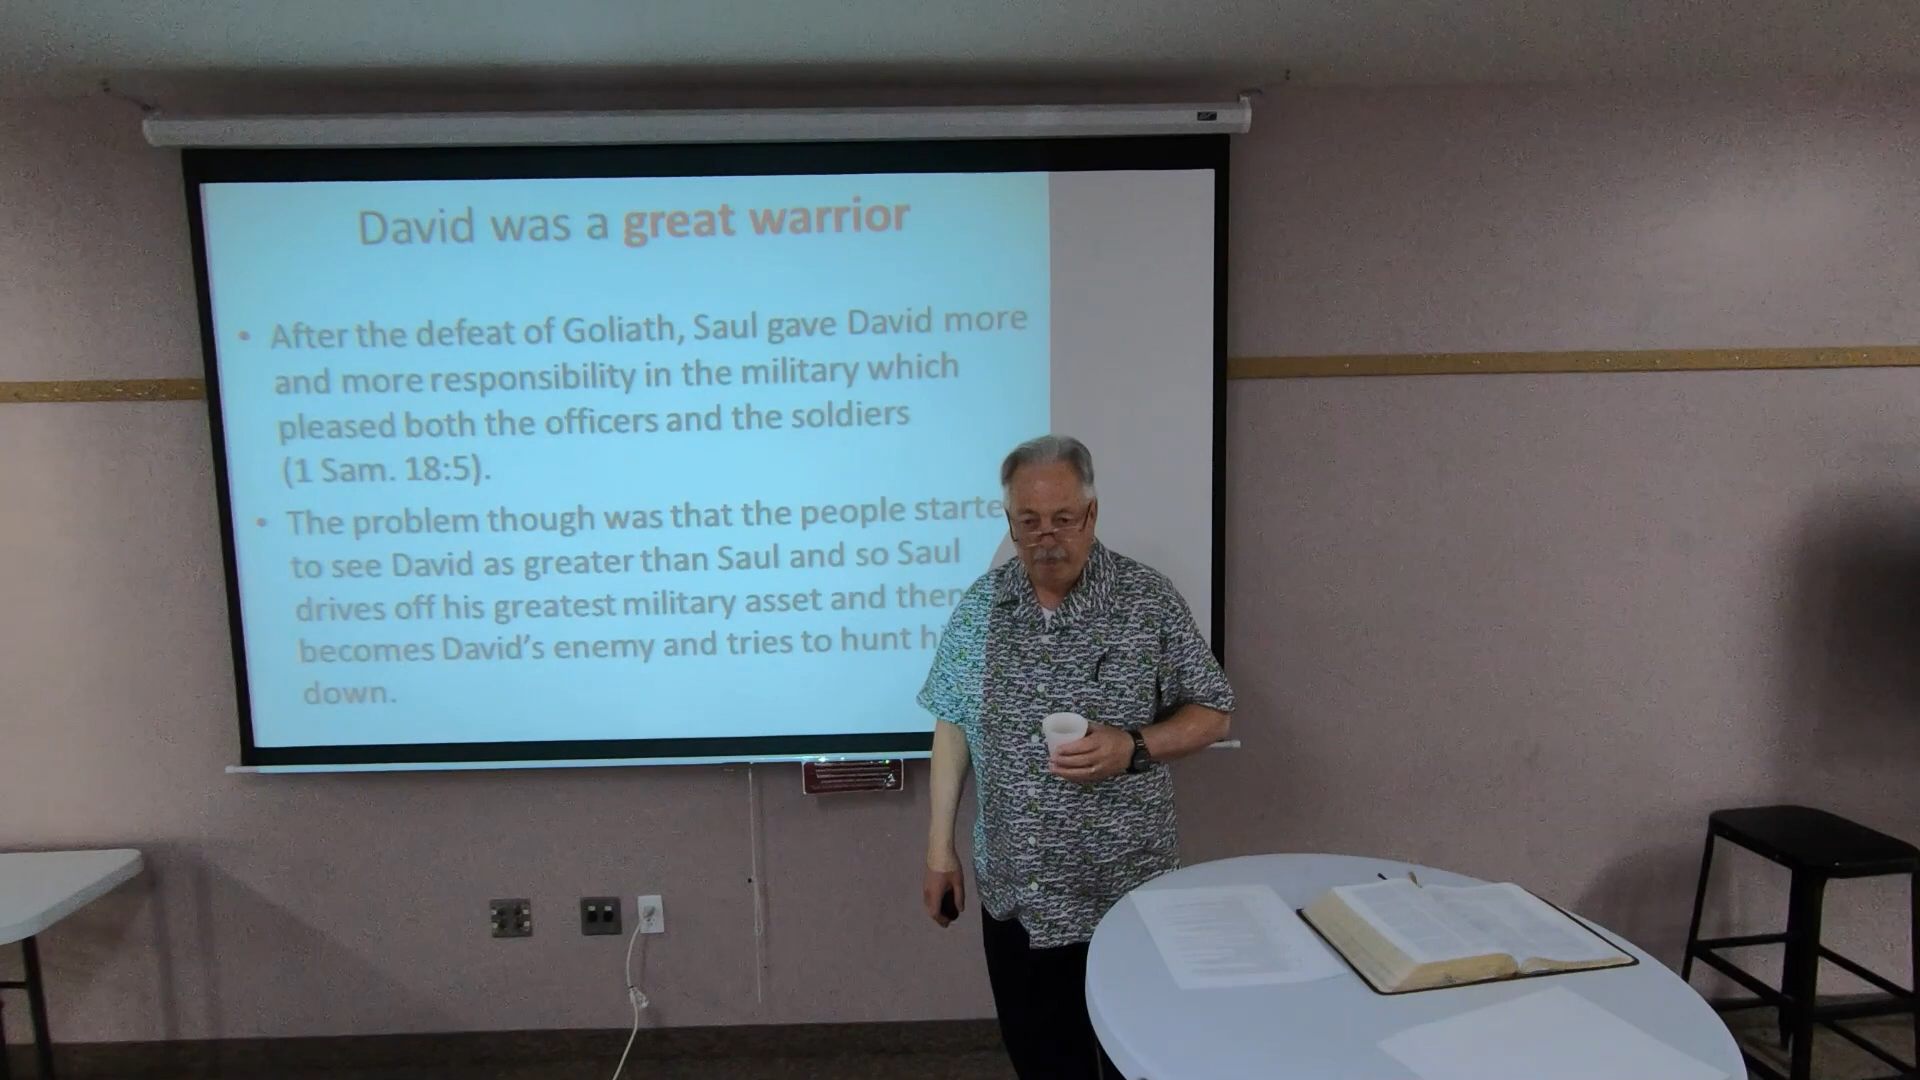 David was a great warrior
• After the defeat of Goliath, Saul gave David more
and more responsibility in the military which
pleased both the officers and the soldiers
(1 Sam. 18:5).
• The problem though was that the people starte
to see David as greater than Saul and so Saul
drives off his greatest military asset and then
becomes David's enemy and tries to hunt hi
down.